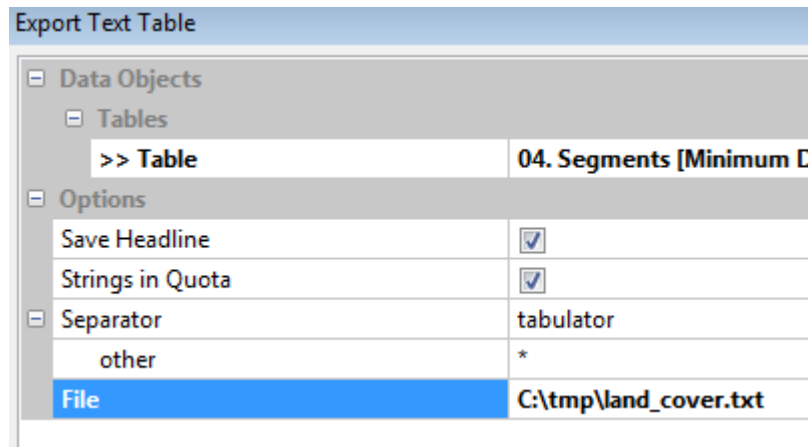 Export Text Table
Data Objects
Tables
>> Table 04. Segments [Minimum
Options
Save Headline
Strings in Quota
Separator tabulator
other *
File C:\tmp\land_cover.txt